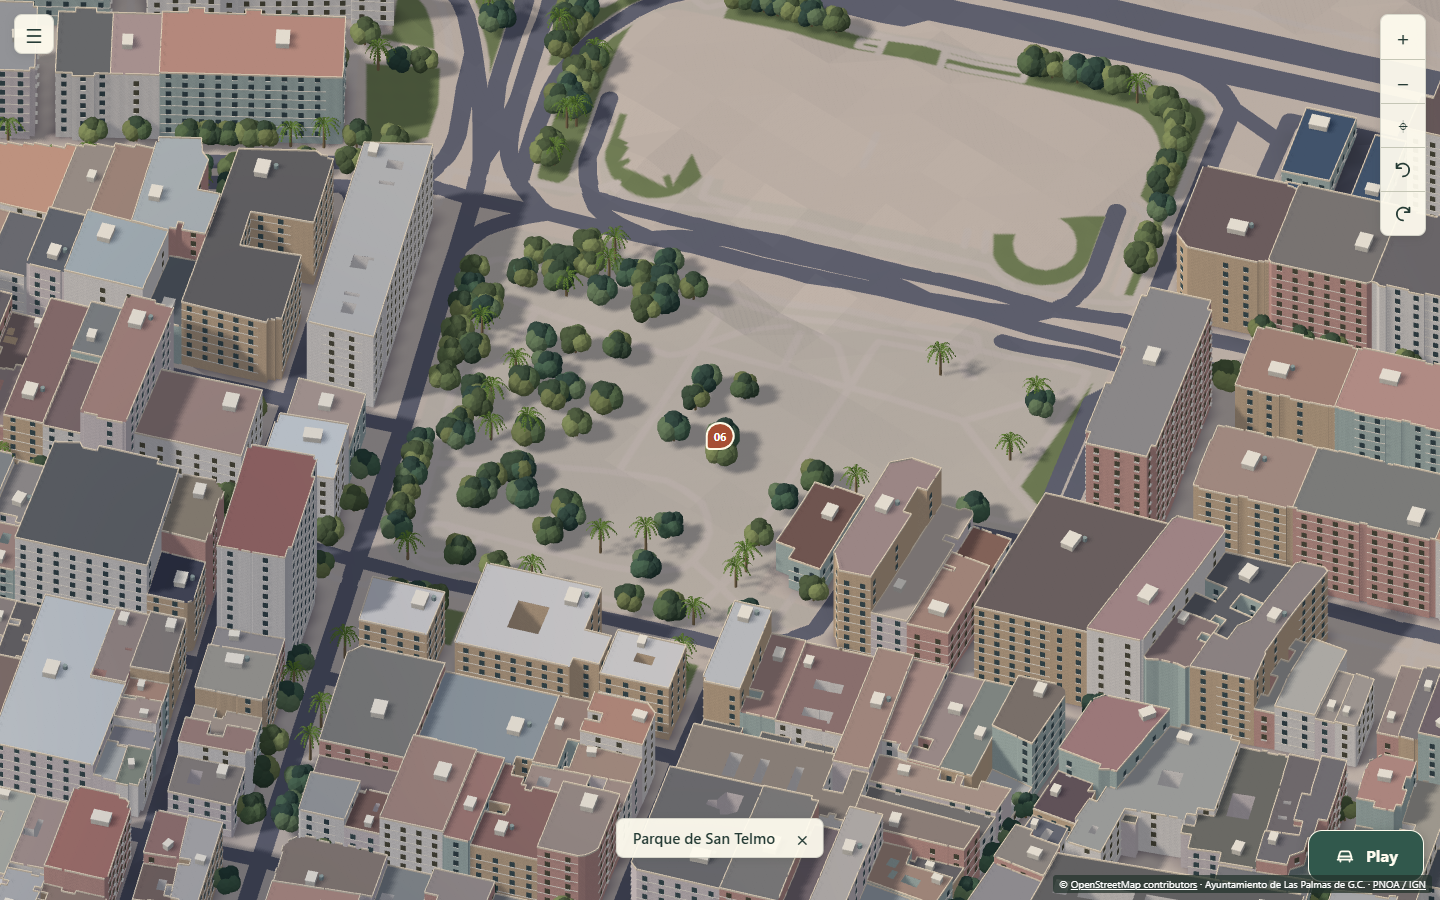 06
Parque de San Telmo ×
Play
© OpenStreetMap contributors · Ayuntamiento de Las Palmas de G.C. · PNOA / IGN